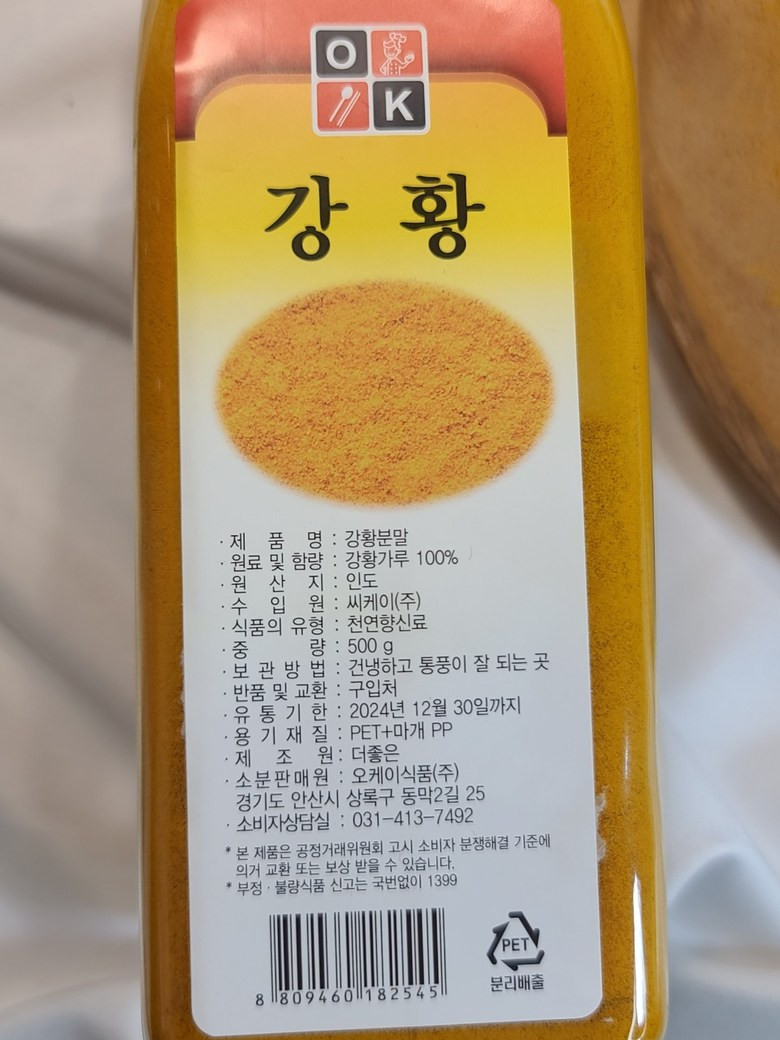 O
K
강황
· 제 품 명 : 강황분말
· 원료 및 함량 : 강황가루 100%
· 원 산 지 : 인도
· 수 입 원 : 씨케이(주)
· 식품의 유형 : 천연향신료
· 중 량 : 500 g
· 보 관 방 법 : 건냉하고 통풍이 잘 되는 곳
· 반품 및 교환 : 구입처
· 유 통 기 한 : 2024년 12월 30일까지
· 용 기 재 질 : PET+마개 PP
· 제 조 원 : 더좋은
· 소분판매원 : 오케이식품(주)
경기도 안산시 상록구 동막2길 25
· 소비자상담실 : 031-413-7492
* 본 제품은 공정거래위원회 고시 소비자 분쟁해결 기준에
의거 교환 또는 보상 받을 수 있습니다.
* 부정 · 불량식품 신고는 국번없이 1399
PET
분리배출
8 809460 182545